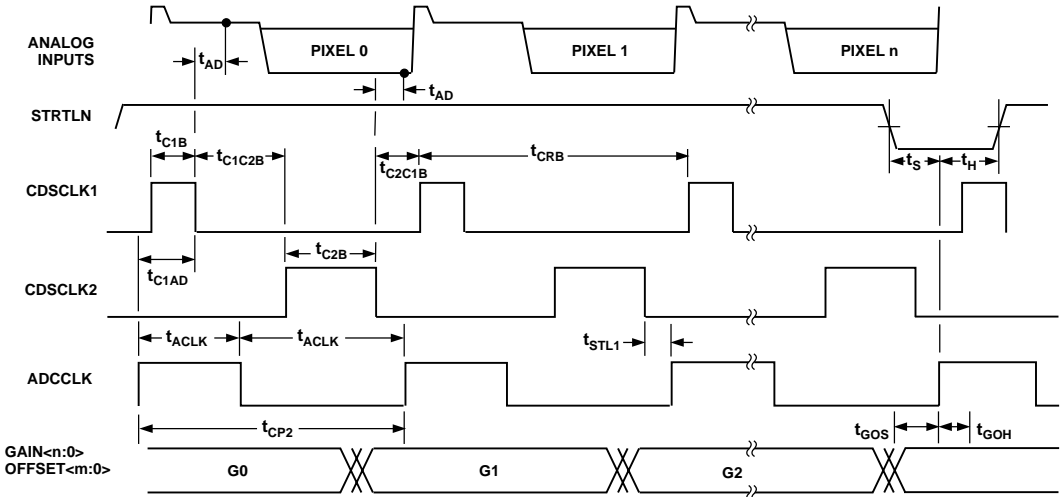 ANALOG
INPUTS
PIXEL 0
PIXEL 1
PIXEL n
tAD
tAD
STRTLN
tC1B
tC1C2B
tC2C1B
tCRB
tS
tH
CDSCLK1
tC1AD
tC2B
CDSCLK2
tACLK
tACLK
tSTL1
ADCCLK
tCP2
tGOS
tGOH
GAIN<n:0>
OFFSET<m:0>
G0
G1
G2